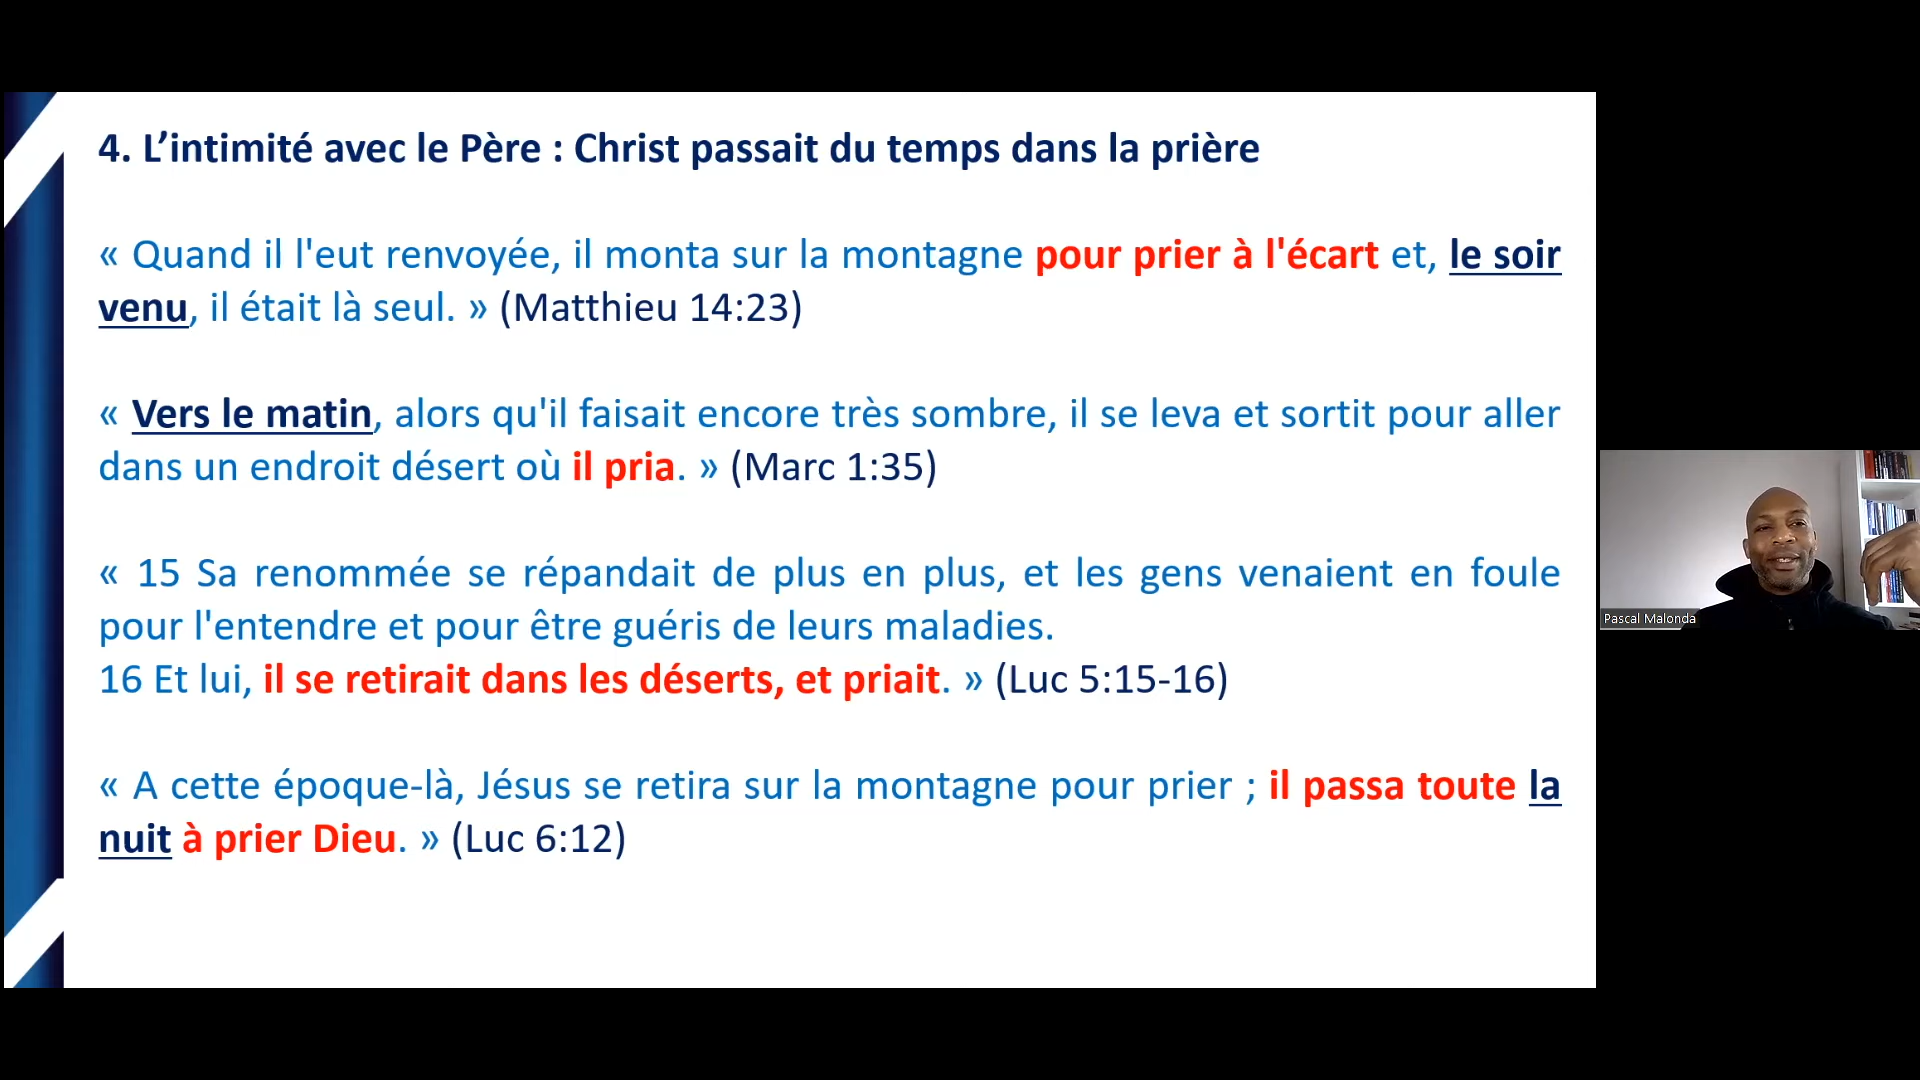 4. L’intimité avec le Père : Christ passait du temps dans la prière
« Quand il l'eut renvoyée, il monta sur la montagne pour prier à l'écart et, le soir
venu, il était là seul. » (Matthieu 14:23)
« Vers le matin, alors qu'il faisait encore très sombre, il se leva et sortit pour aller
dans un endroit désert où il pria. » (Marc 1:35)
« 15 Sa renommée se répandait de plus en plus, et les gens venaient en foule
pour l'entendre et pour être guéris de leurs maladies.
16 Et lui, il se retirait dans les déserts, et priait. » (Luc 5:15-16)
« A cette époque-là, Jésus se retira sur la montagne pour prier ; il passa toute la
nuit à prier Dieu. » (Luc 6:12)
Pascal Malonda